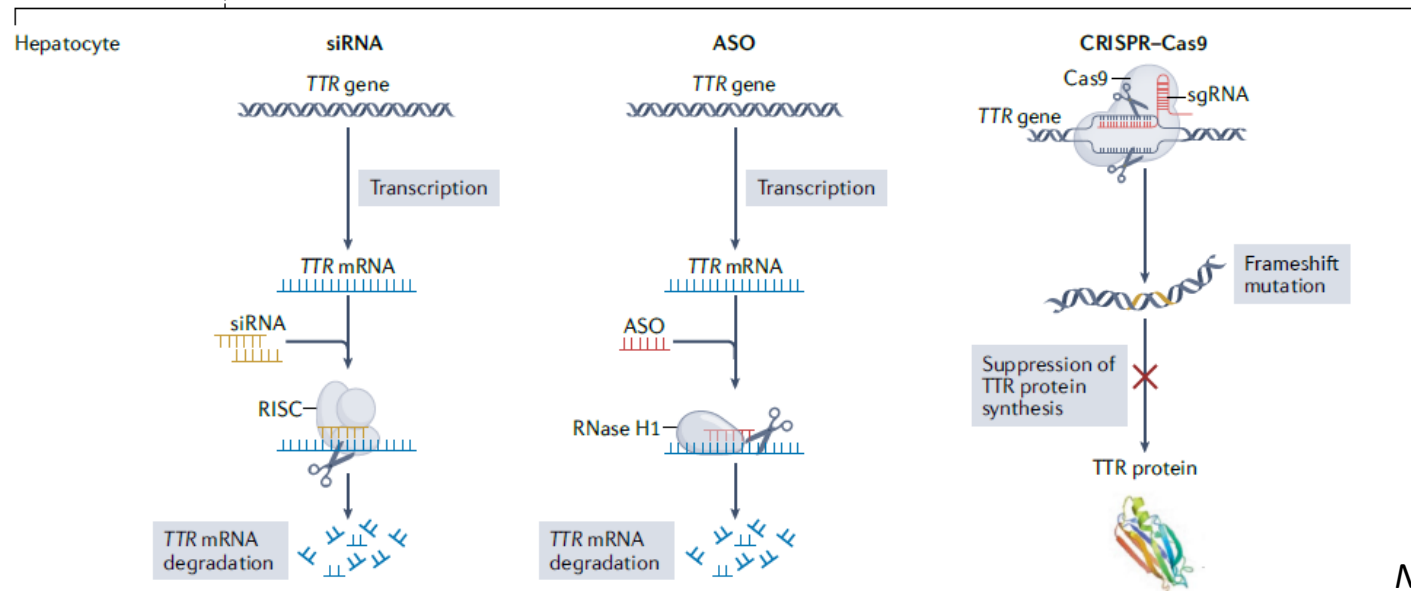 Hepatocyte
siRNA
TTR gene
Transcription
TTR mRNA
siRNA
RISC
TTR mRNA
degradation
ASO
TTR gene
Transcription
TTR mRNA
ASO
RNase H1
TTR mRNA
degradation
CRISPR–Cas9
Cas9
sgRNA
TTR gene
Frameshift
mutation
Suppression of
TTR protein
synthesis
TTR protein